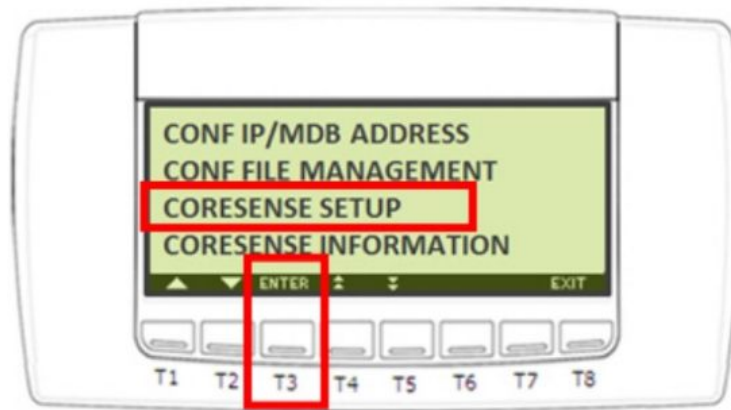 CONF IP/MDB ADDRESS
CONF FILE MANAGEMENT
CORESENSE SETUP
CORESENSE INFORMATION
ENTER EXIT
T1 T2 T3 T4 T5 T6 T7 T8